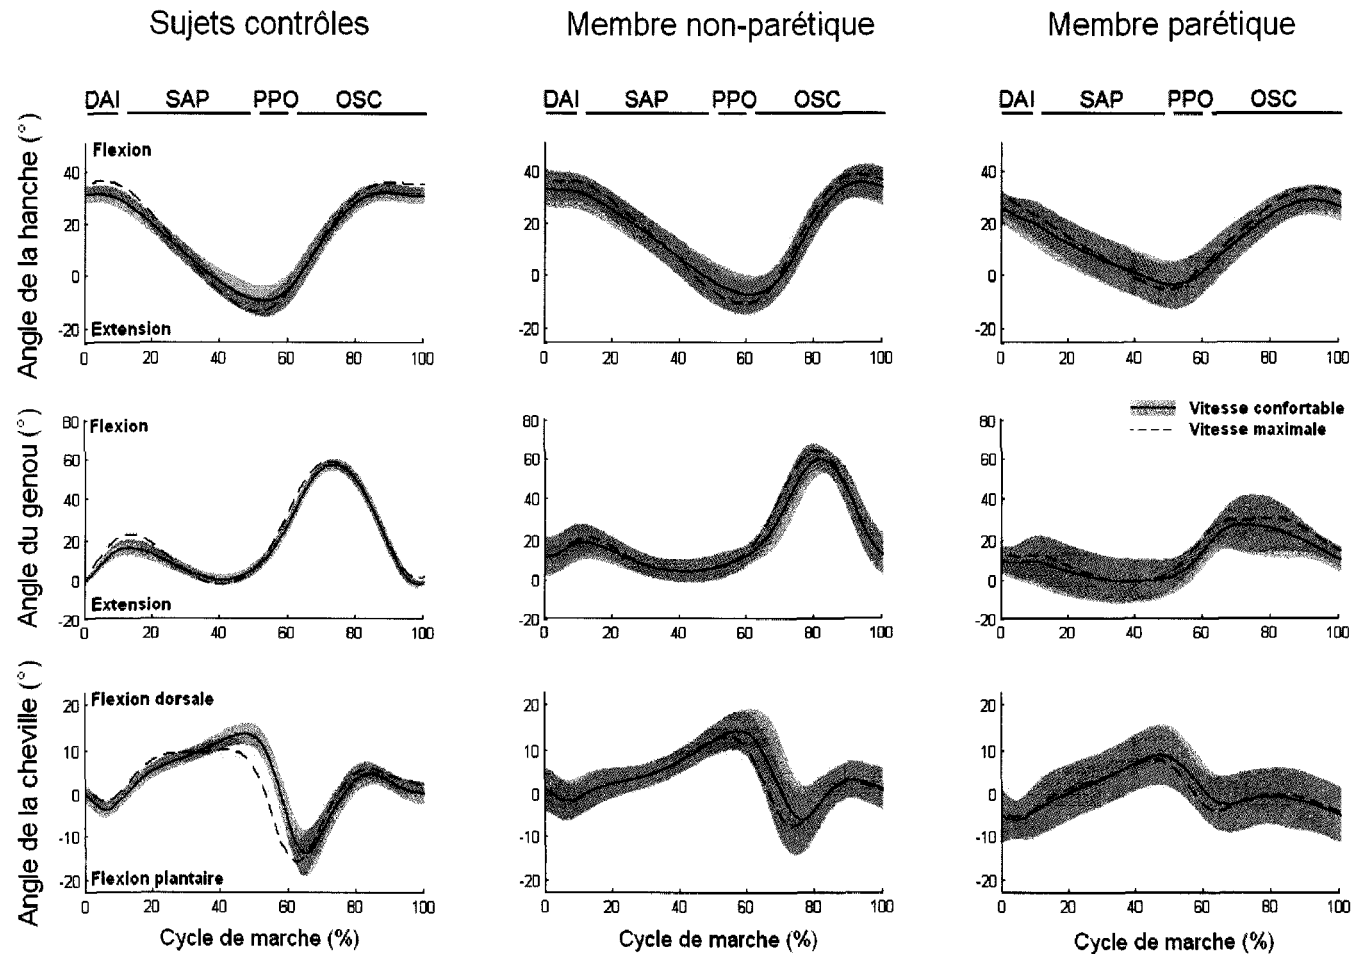 Sujets contrôles
Membre non-parétique
Membre parétique
DAI SAP PPO OSC
DAI SAP PPO OSC
DAI SAP PPO OSC
Angle de la hanche (°)
Flexion
40
20
0
-20
Extension
0 20 40 60 80 100
40
20
0
-20
0 20 40 60 80 100
40
20
0
-20
0 20 40 60 80 100
Angle du genou (°)
80
Flexion
60
40
20
0
Extension
-20
0 20 40 60 80 100
80
60
40
20
0
-20
0 20 40 60 80 100
Vitesse confortable
Vitesse maximale
80
60
40
20
0
-20
0 20 40 60 80 100
Angle de la cheville (°)
20
Flexion dorsale
10
0
-10
Flexion plantaire
-20
0 20 40 60 80 100
Cycle de marche (%)
20
10
0
-10
-20
0 20 40 60 80 100
Cycle de marche (%)
20
10
0
-10
-20
0 20 40 60 80 100
Cycle de marche (%)